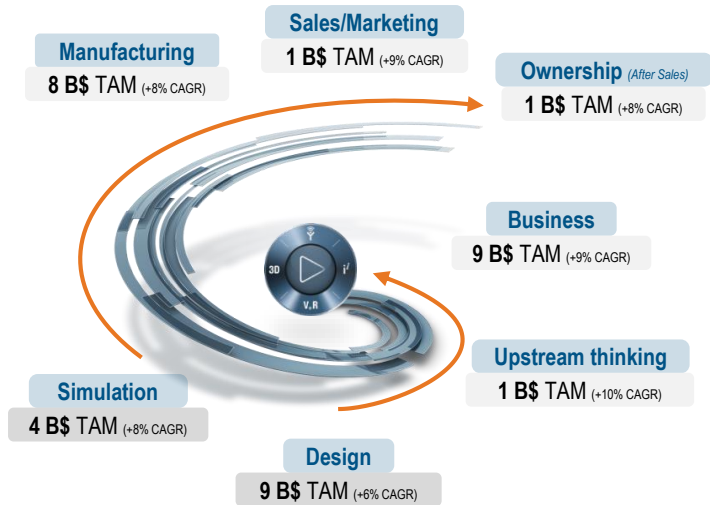 Sales/Marketing
1 B$ TAM (+9% CAGR)
Manufacturing
8 B$ TAM (+8% CAGR)
Ownership (After Sales)
1 B$ TAM (+8% CAGR)
Business
9 B$ TAM (+9% CAGR)
3D
V,R
Upstream thinking
1 B$ TAM (+10% CAGR)
Simulation
4 B$ TAM (+8% CAGR)
Design
9 B$ TAM (+6% CAGR)